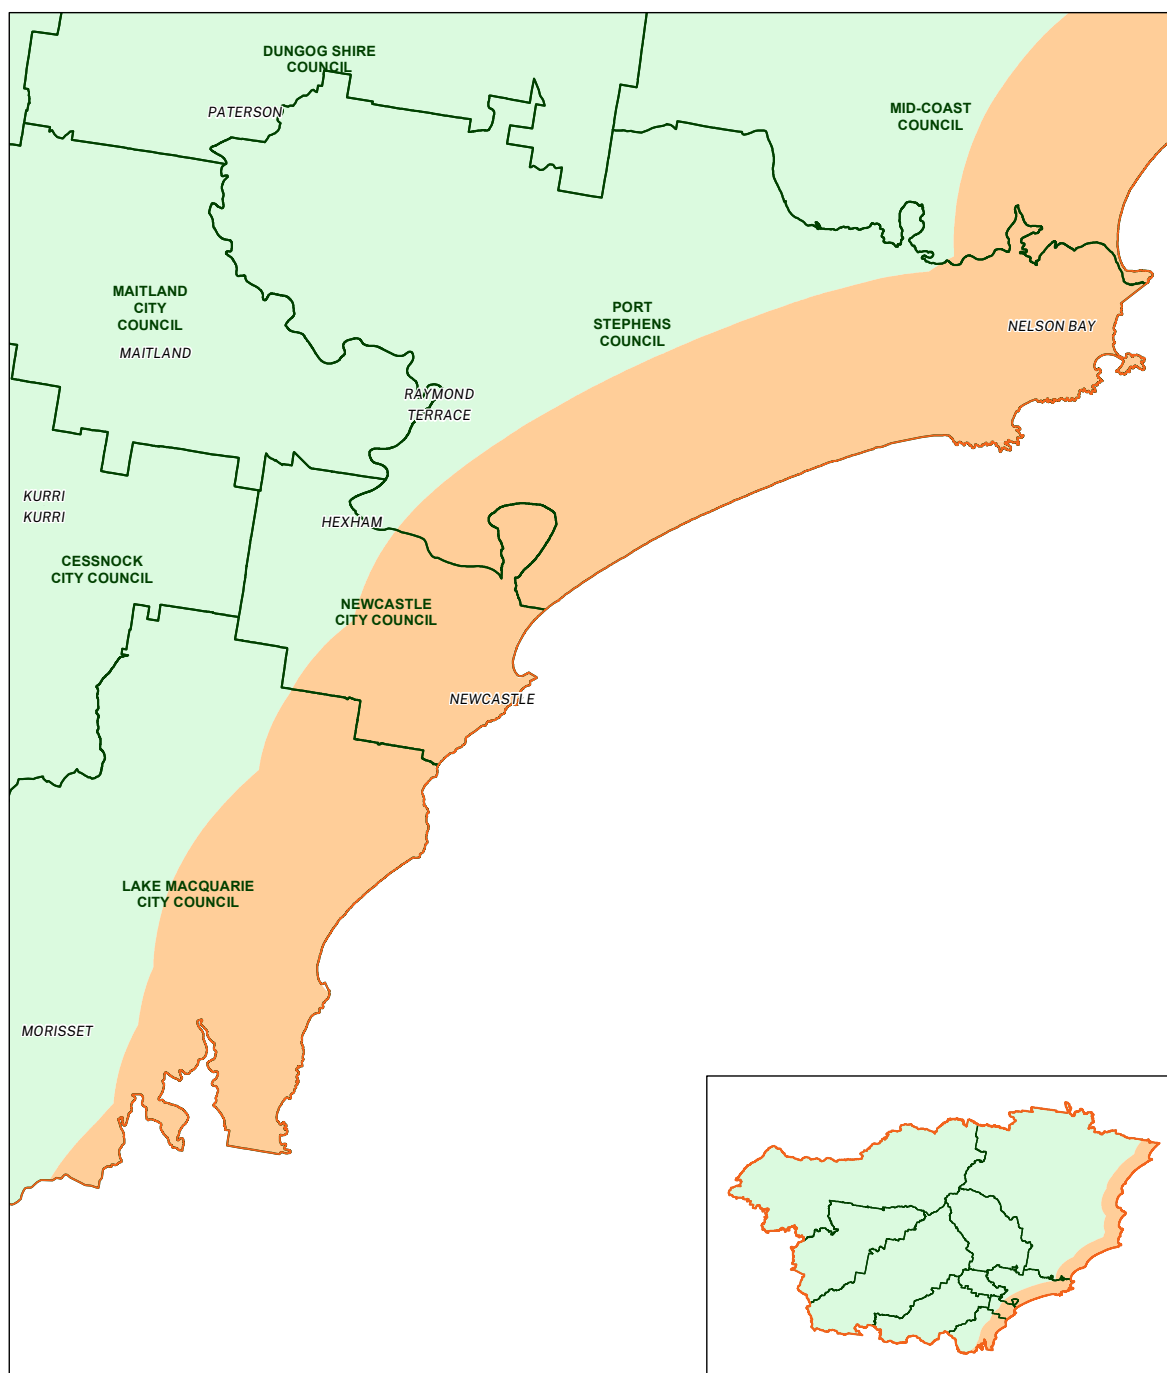 DUNGOG SHIRE
COUNCIL
PATERSON
MID-COAST
COUNCIL
MAITLAND
CITY
COUNCIL
MAITLAND
PORT
STEPHENS
COUNCIL
NELSON BAY
RAYMOND
TERRACE
KURRI
KURRI
HEXHAM
CESSNOCK
CITY COUNCIL
NEWCASTLE
CITY COUNCIL
NEWCASTLE
LAKE MACQUARIE
CITY COUNCIL
MORISSET